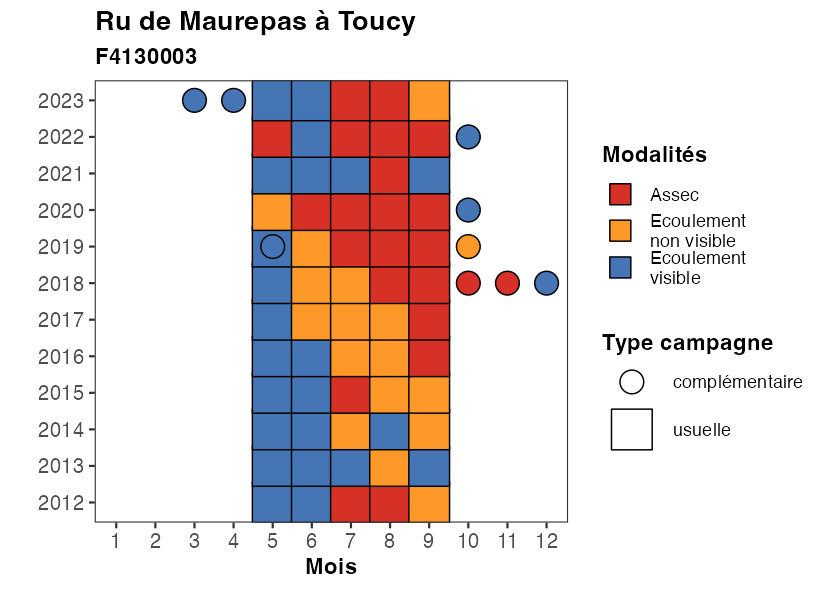 Ru de Maurepas à Toucy
F4130003
2023
2022
2021
2020
2019
2018
2017
2016
2015
2014
2013
2012
1 2 3 4 5 6 7 8 9 10 11 12
Mois
Modalités
Assec
Ecoulement
non visible
Ecoulement
visible
Type campagne
complémentaire
usuelle